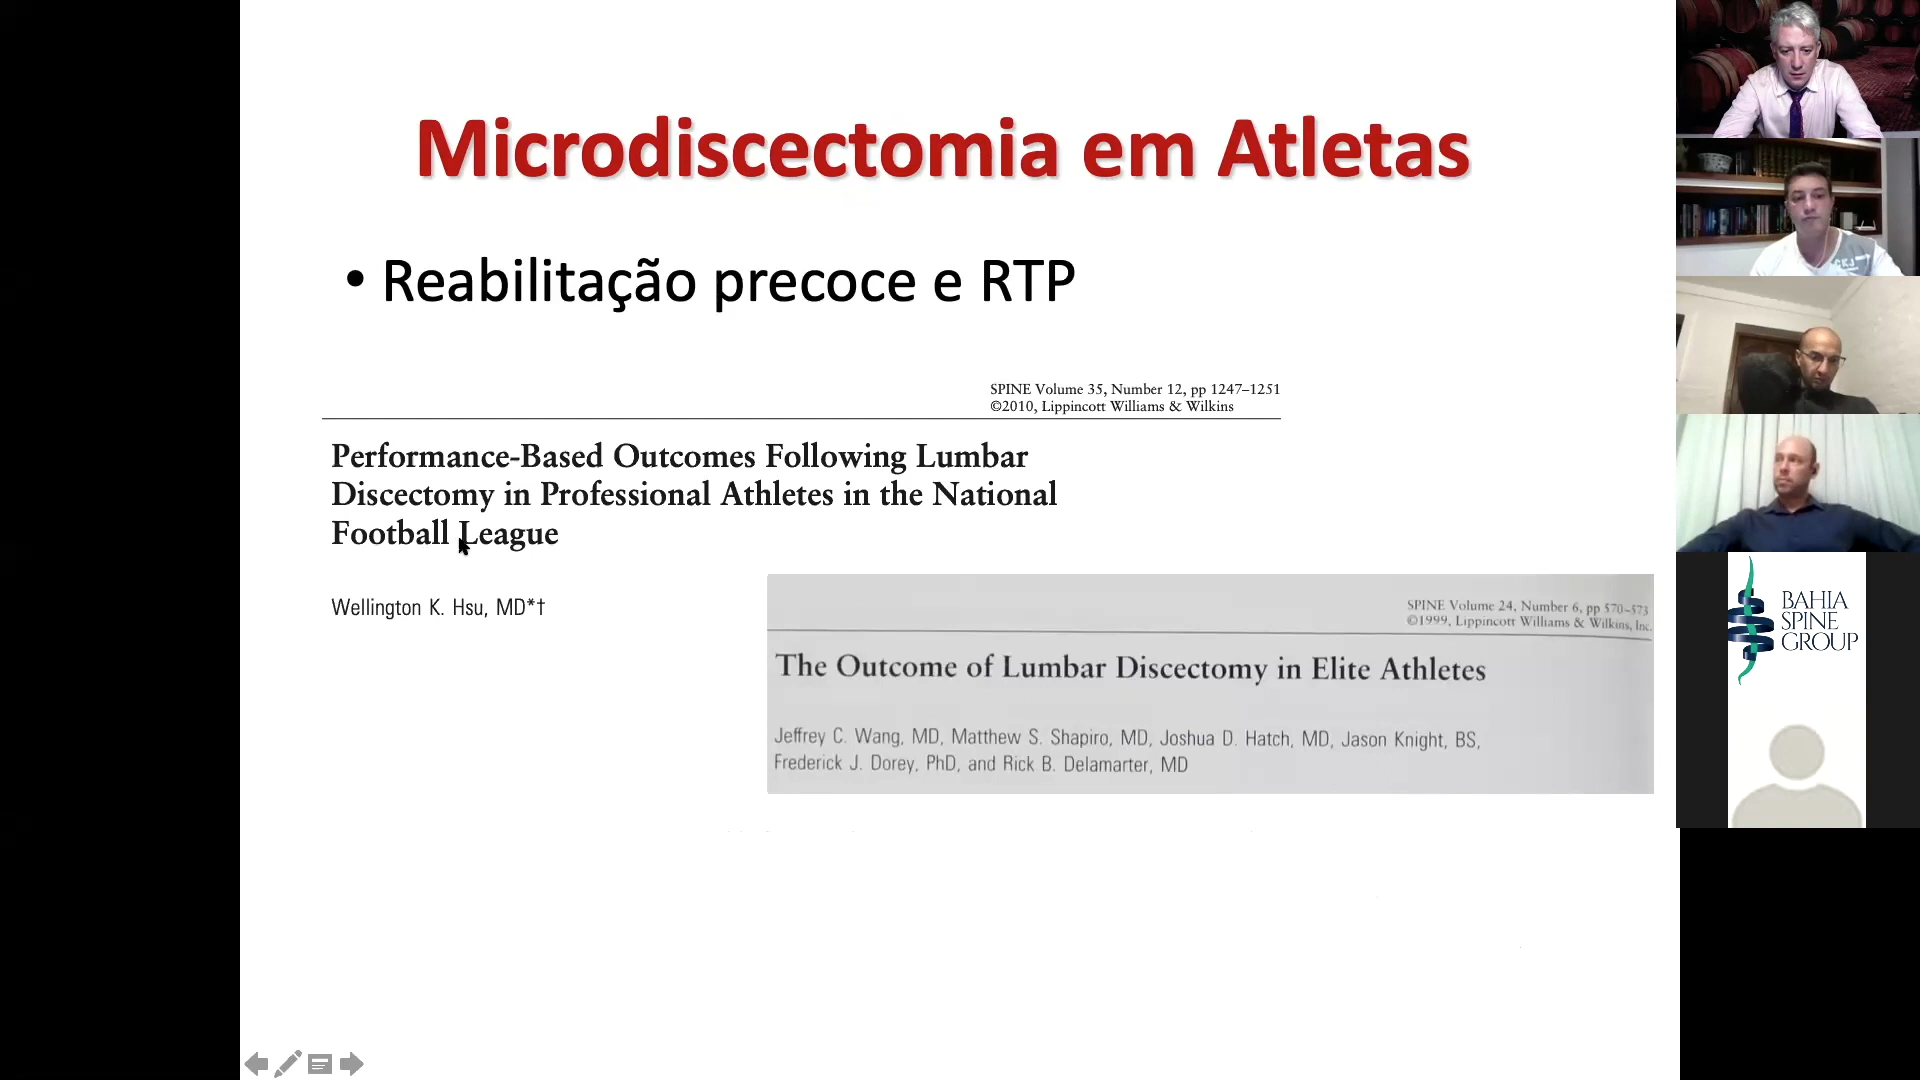 Microdiscectomia em Atletas
• Reabilitação precoce e RTP
SPINE Volume 35, Number 12, pp 1247–1251
©2010, Lippincott Williams & Wilkins
Performance-Based Outcomes Following Lumbar
Discectomy in Professional Athletes in the National
Football League
Wellington K. Hsu, MD*†
SPINE Volume 24, Number 6, pp 570–573
©1999, Lippincott Williams & Wilkins, Inc.
The Outcome of Lumbar Discectomy in Elite Athletes
Jeffrey C. Wang, MD, Matthew S. Shapiro, MD, Joshua D. Hatch, MD, Jason Knight, BS,
Frederick J. Dorey, PhD, and Rick B. Delamarter, MD
BAHIA
SPINE
GROUP